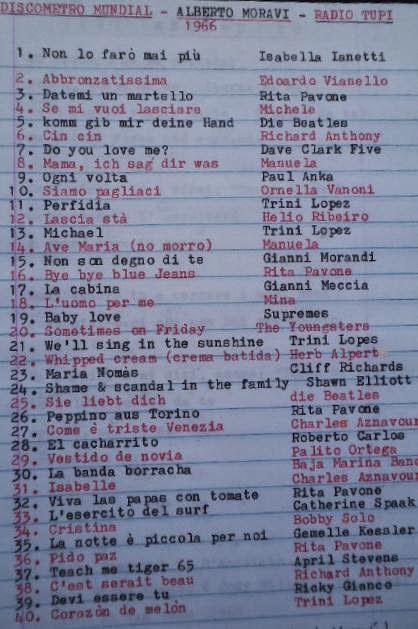 DISCOMETRO MUNDIAL - ALBERTO MORAVI - RADIO TUPI
1966
1. Non lo farò mai più Isabella Ianetti
2. Abbronzatissima Edoardo Vianello
3. Datemi un martello Rita Pavone
4. Se mi vuoi lasciare Michele
5. komm gib mir deine Hand Die Beatles
6. Cin cin Richard Anthony
7. Do you love me? Dave Clark Five
8. Mama, ich sag dir was Manuela
9. Ogni volta Paul Anka
10. Siamo pagliaci Ornella Vanoni
11. Perfidia Trini Lopez
12. Lascia stà Helio Ribeiro
13. Michael Trini Lopez
14. Ave Maria (no morro) Manuela
15. Non son degno di te Gianni Morandi
16. Bye bye blue Jeans Rita Pavone
17. La cabina Gianni Meccia
18. L'uomo per me Mina
19. Baby love Supremes
20. Sometimes on Friday The Youngsters
21. We'll sing in the sunshine Trini Lopes
22. Whipped cream (crema batida) Herb Alpert
23. Maria Nomàs Cliff Richards
24. Shame & scandal in the family Shawn Elliott
25. Sie liebt dich die Beatles
26. Peppino aus Torino Rita Pavone
27. Come è triste Venezia Charles Aznavour
28. El cacharrito Roberto Carlos
29. Vestido de novia Palito Ortega
30. La banda borracha Baja Marina Band
31. Isabelle Charles Aznavour
32. Viva las papas con tomate Rita Pavone
33. L'esercito del surf Catherine Spaak
34. Cristina Bobby Solo
35. La notte è piccola per noi Gemelle Kessler
36. Pido paz Rita Pavone
37. Teach me tiger 65 April Stevens
38. C'est serait beau Richard Anthony
39. Devi essere tu Ricky Gianco
40. Corazòn de melòn Trini Lopez